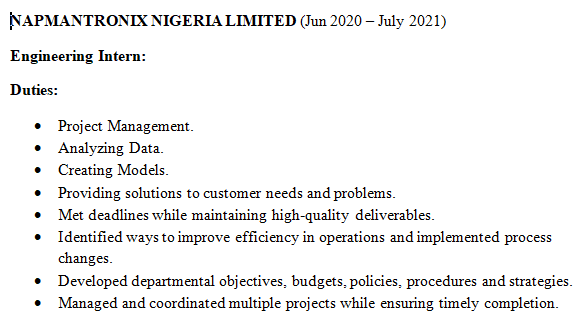 NAPMANTRONIX NIGERIA LIMITED (Jun 2020 – July 2021)
Engineering Intern:
Duties:
• Project Management.
• Analyzing Data.
• Creating Models.
• Providing solutions to customer needs and problems.
• Met deadlines while maintaining high-quality deliverables.
• Identified ways to improve efficiency in operations and implemented process
changes.
• Developed departmental objectives, budgets, policies, procedures and strategies.
• Managed and coordinated multiple projects while ensuring timely completion.